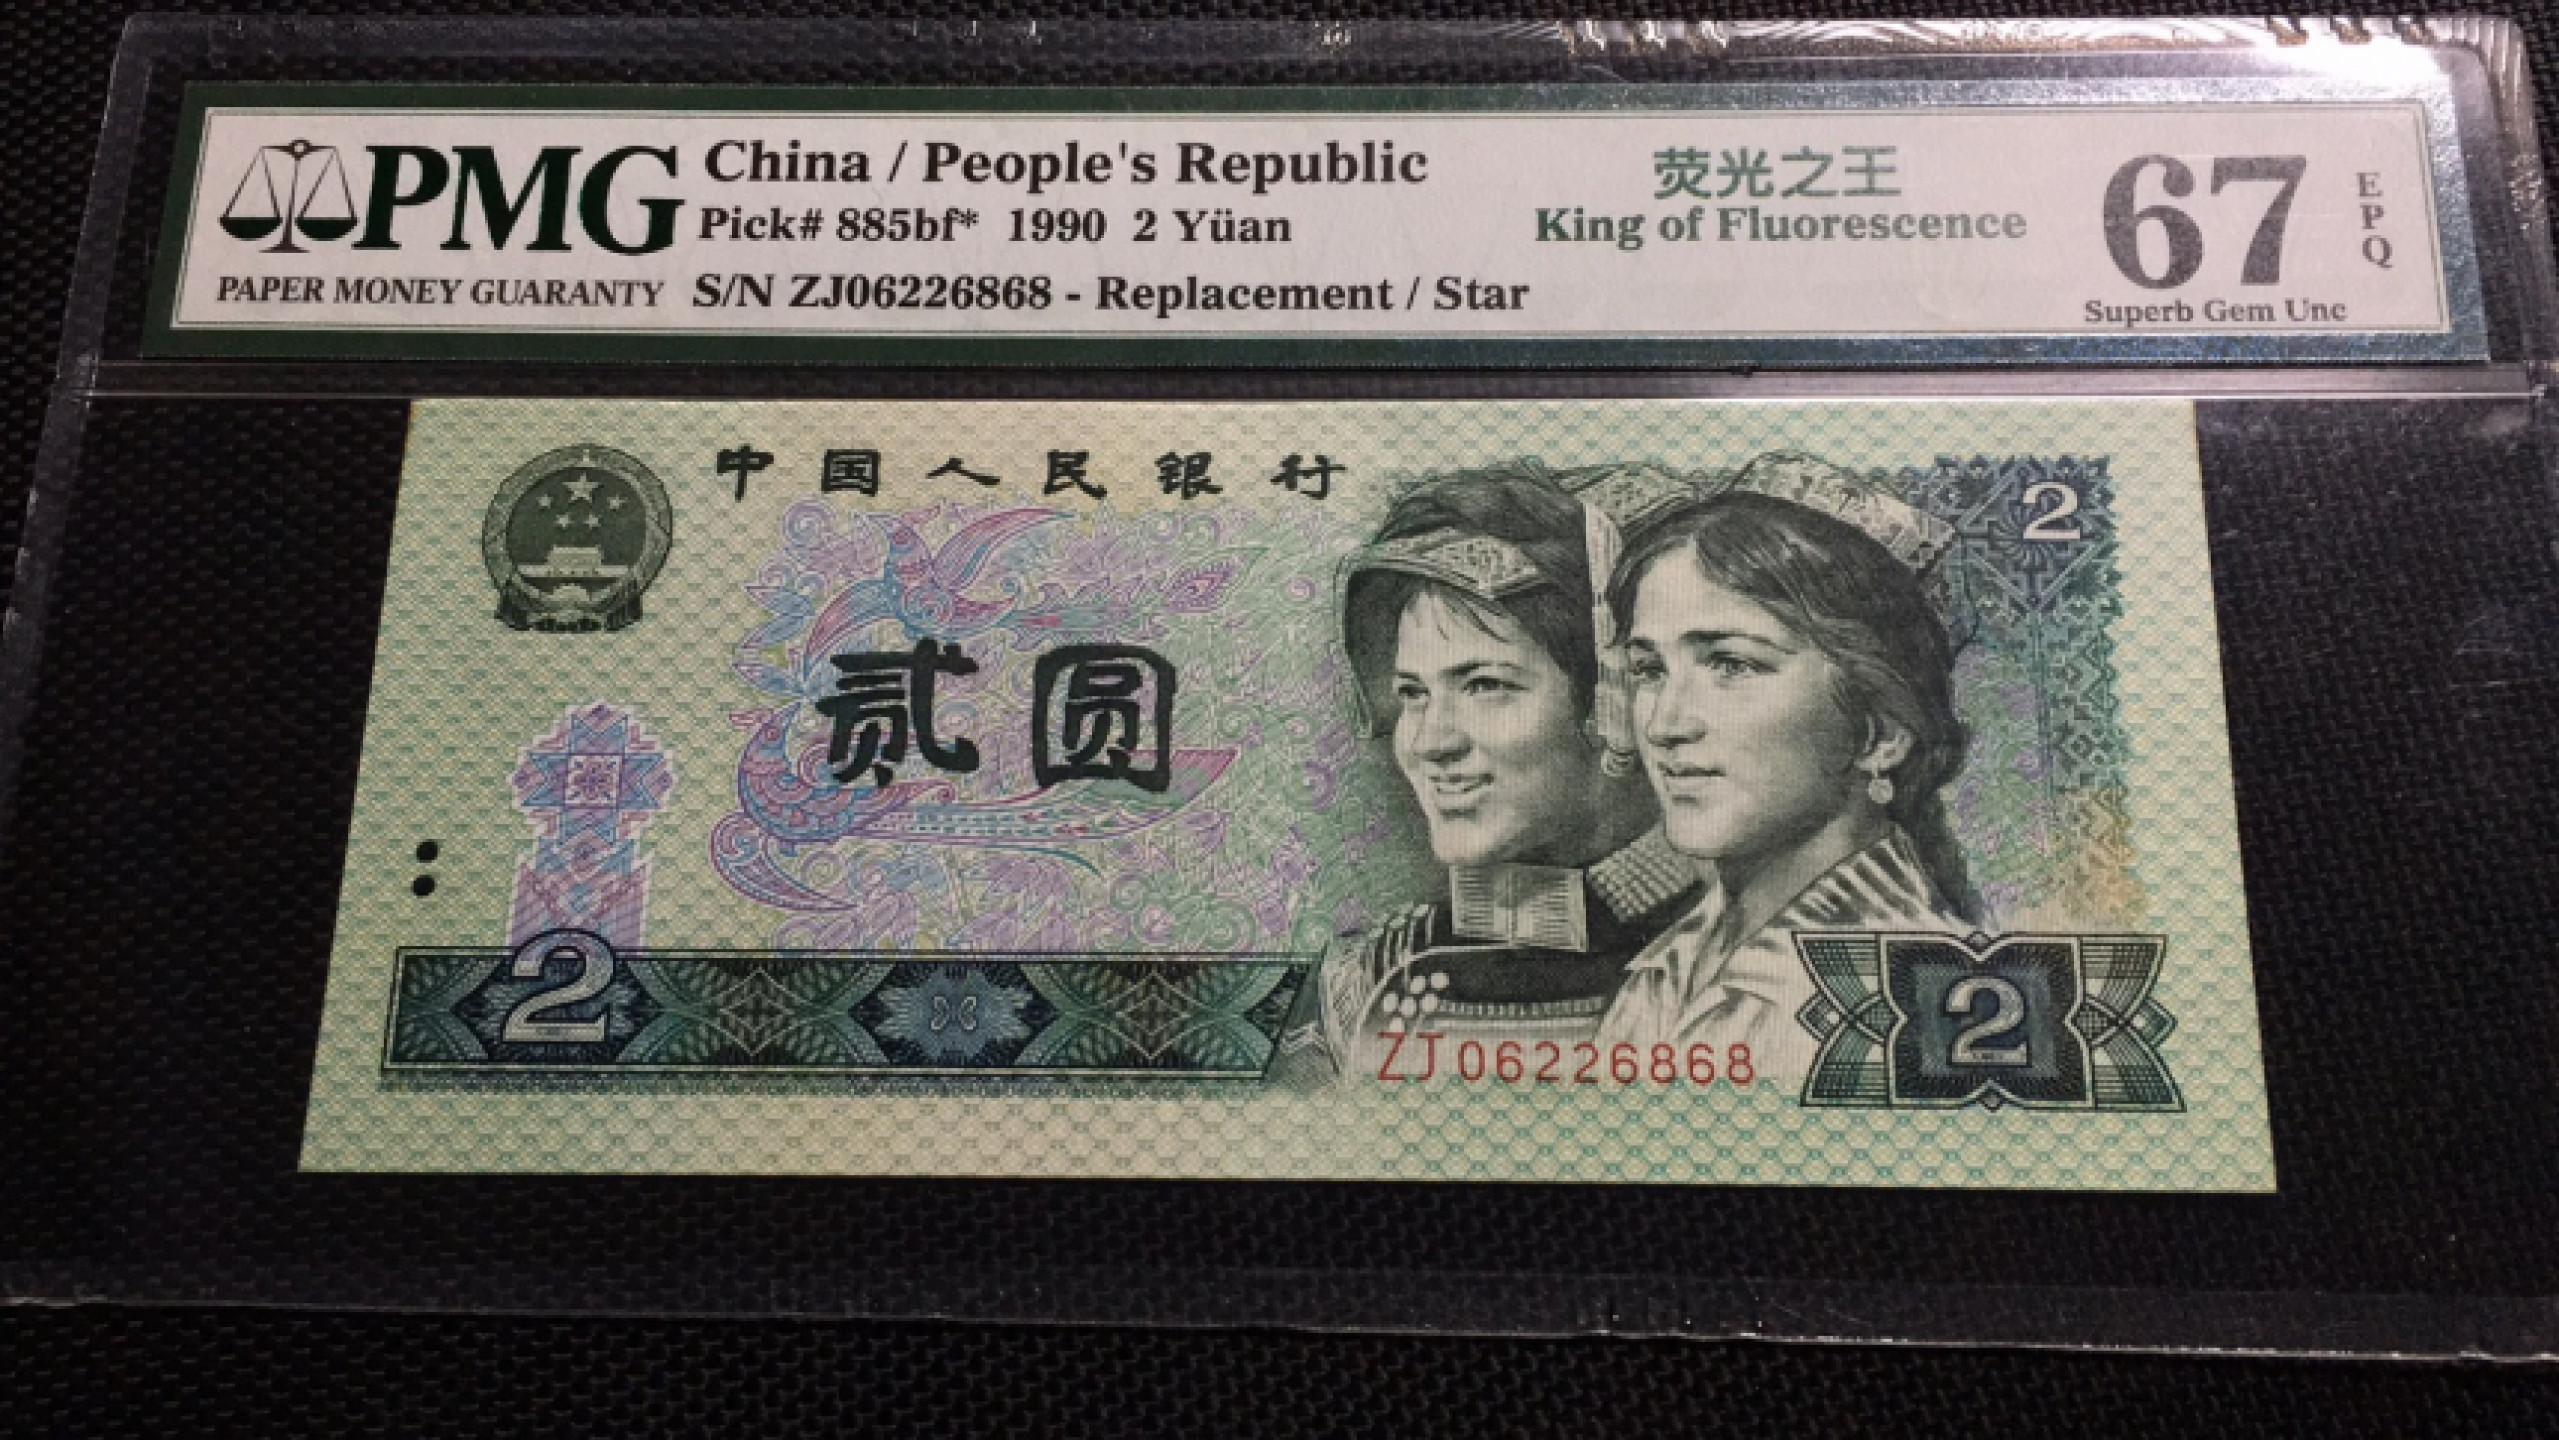 PMG
PAPER MONEY GUARANTY
China / People's Republic
Pick# 885bf* 1990 2 Yüan
S/N ZJ06226868 - Replacement / Star
荧光之王
King of Fluorescence
67
EPQ
Superb Gem Unc
中国人民银行
2
贰圆
2
2
ZJ06226868